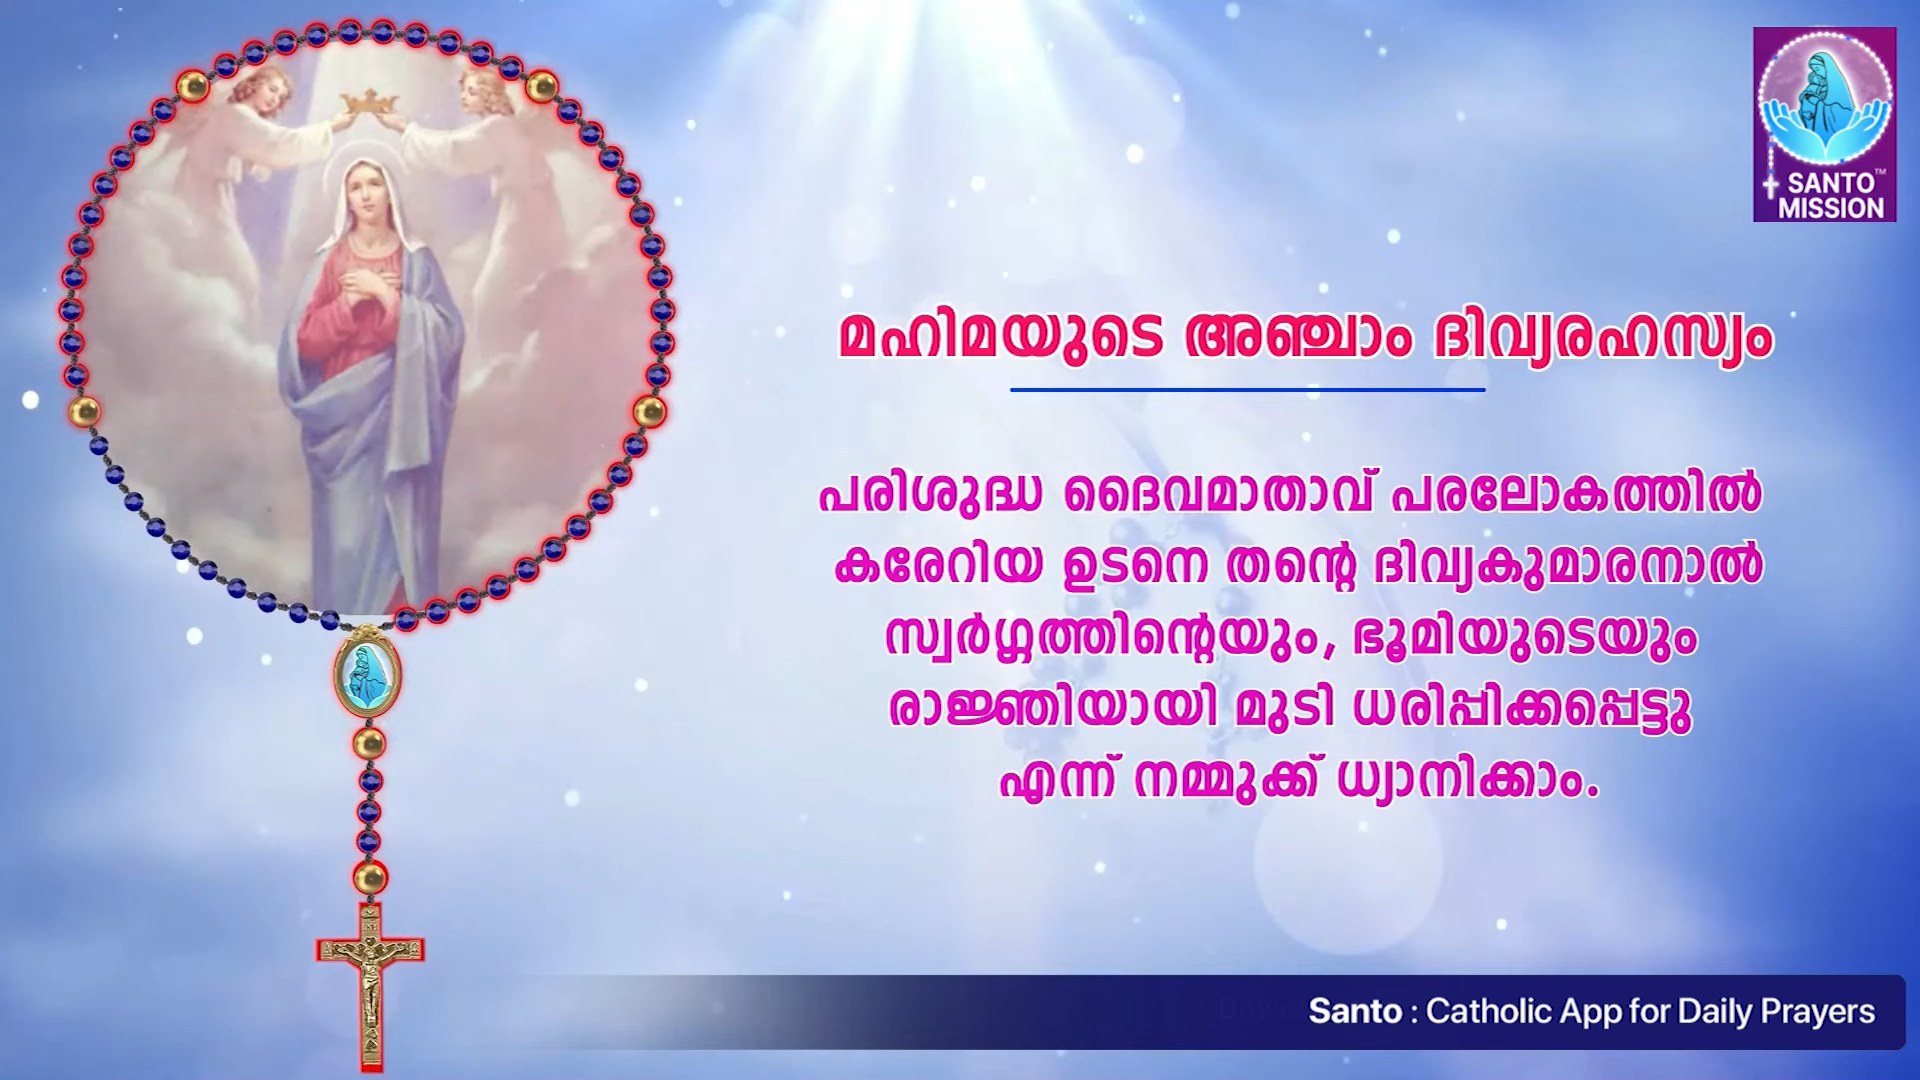 SANTO™
MISSION
മഹിമയുടെ അഞ്ചാം ദിവ്യരഹസ്യം
പരിശുദ്ധ ദൈവമാതാവ് പരലോകത്തിൽ
കരേറിയ ഉടനെ തന്റെ ദിവ്യകുമാരനാൽ
സ്വർഗ്ഗത്തിന്റെയും, ഭൂമിയുടെയും
രാജ്ഞിയായി മുടി ധരിപ്പിക്കപ്പെട്ടു
എന്ന് നമ്മുക്ക് ധ്യാനിക്കാം.
Santo : Catholic App for Daily Prayers